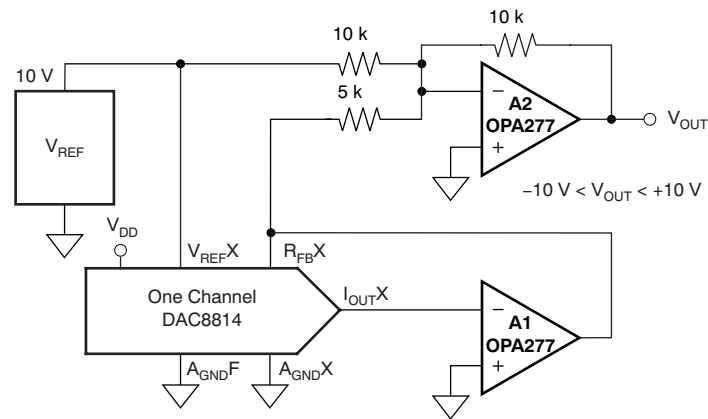 10 k
10 k
10 V
5 k
−
A2
OPA277
+
V_REF
V_OUT
−10 V < V_OUT < +10 V
V_DD
V_REFX
R_FBX
One Channel
DAC8814
I_OUTX
−
A1
OPA277
+
A_GNDF
A_GNDX